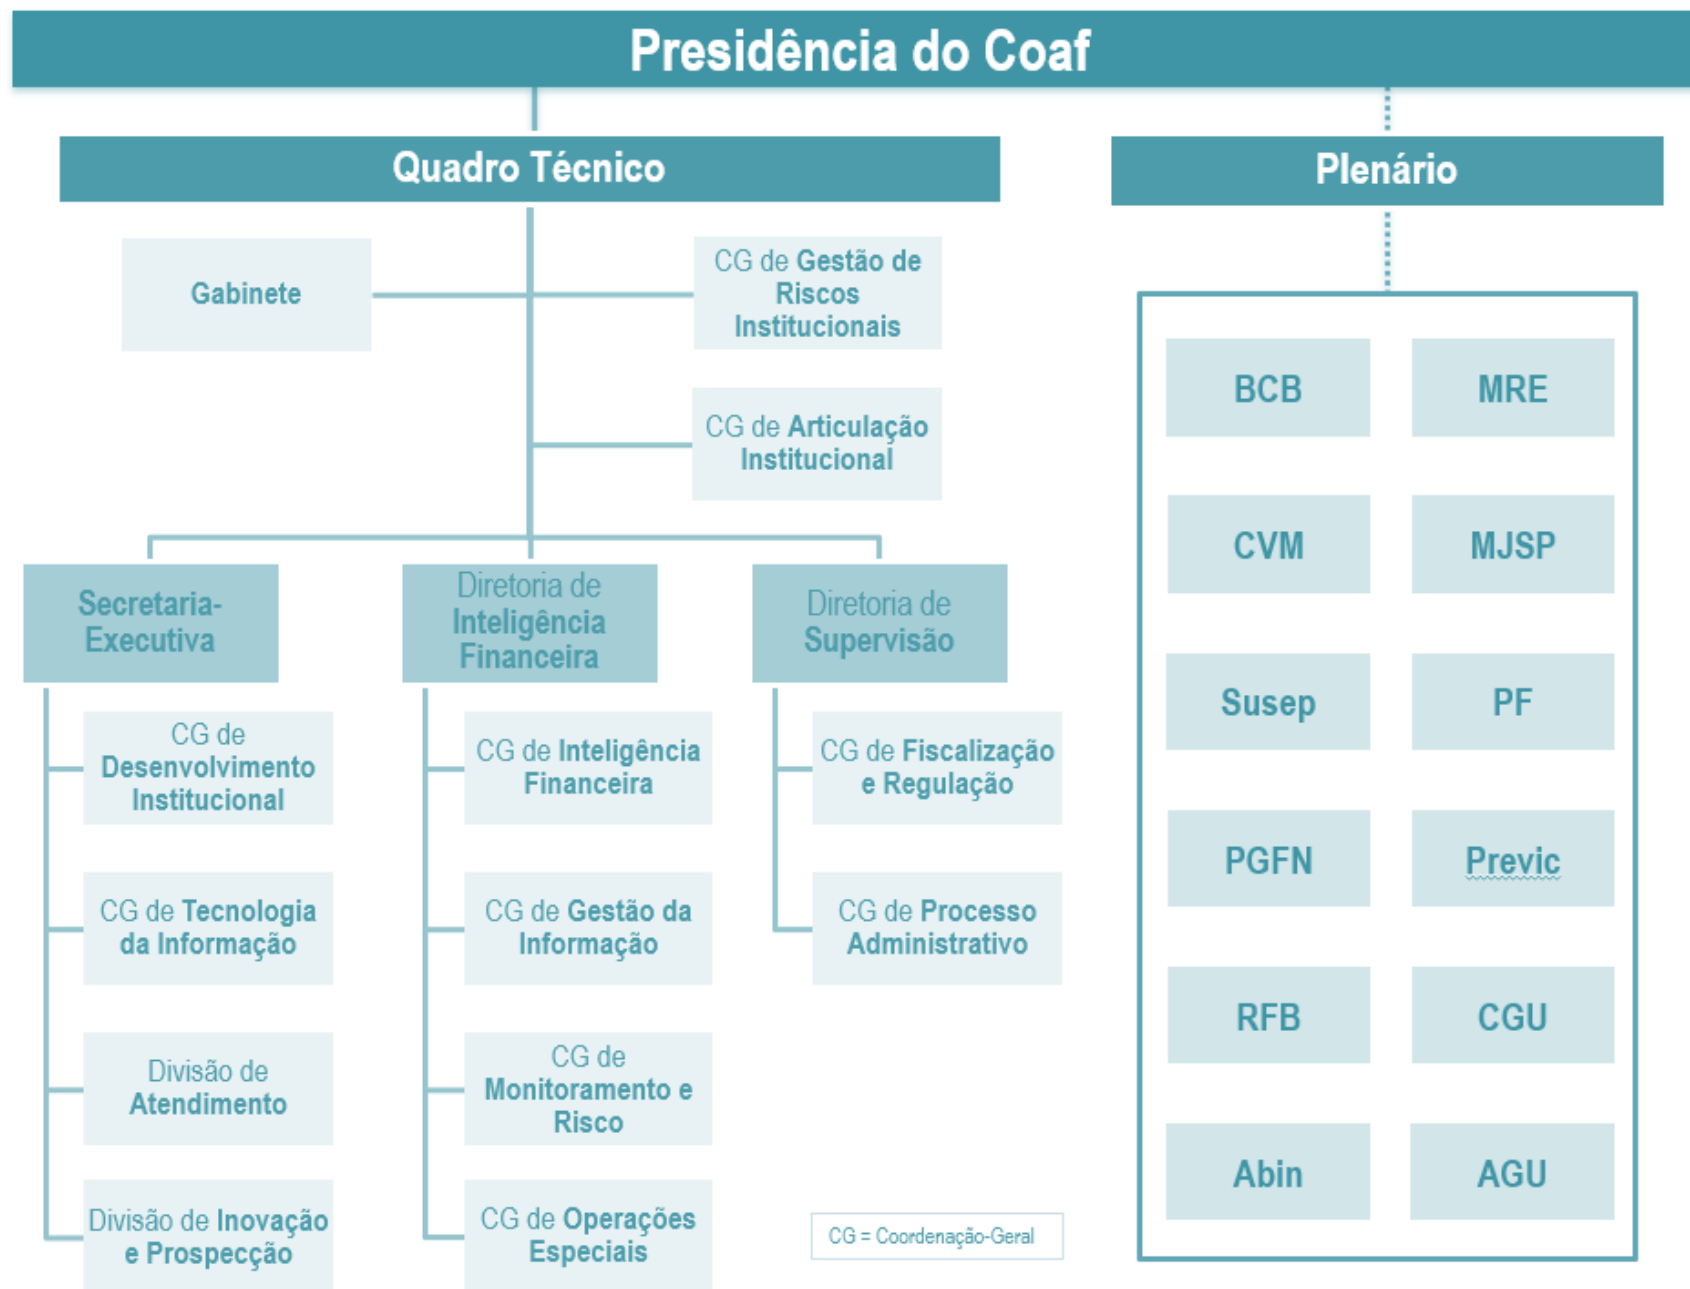 Presidência do Coaf
Quadro Técnico
Plenário
Gabinete
CG de Gestão de
Riscos
Institucionais
CG de Articulação
Institucional
Secretaria-
Executiva
Diretoria de
Inteligência
Financeira
Diretoria de
Supervisão
CG de
Desenvolvimento
Institucional
CG de Tecnologia
da Informação
Divisão de
Atendimento
Divisão de Inovação
e Prospecção
CG de Inteligência
Financeira
CG de Gestão da
Informação
CG de
Monitoramento e
Risco
CG de Operações
Especiais
CG de Fiscalização
e Regulação
CG de Processo
Administrativo
CG = Coordenação-Geral
BCB
MRE
CVM
MJSP
Susep
PF
PGFN
Previc
RFB
CGU
Abin
AGU